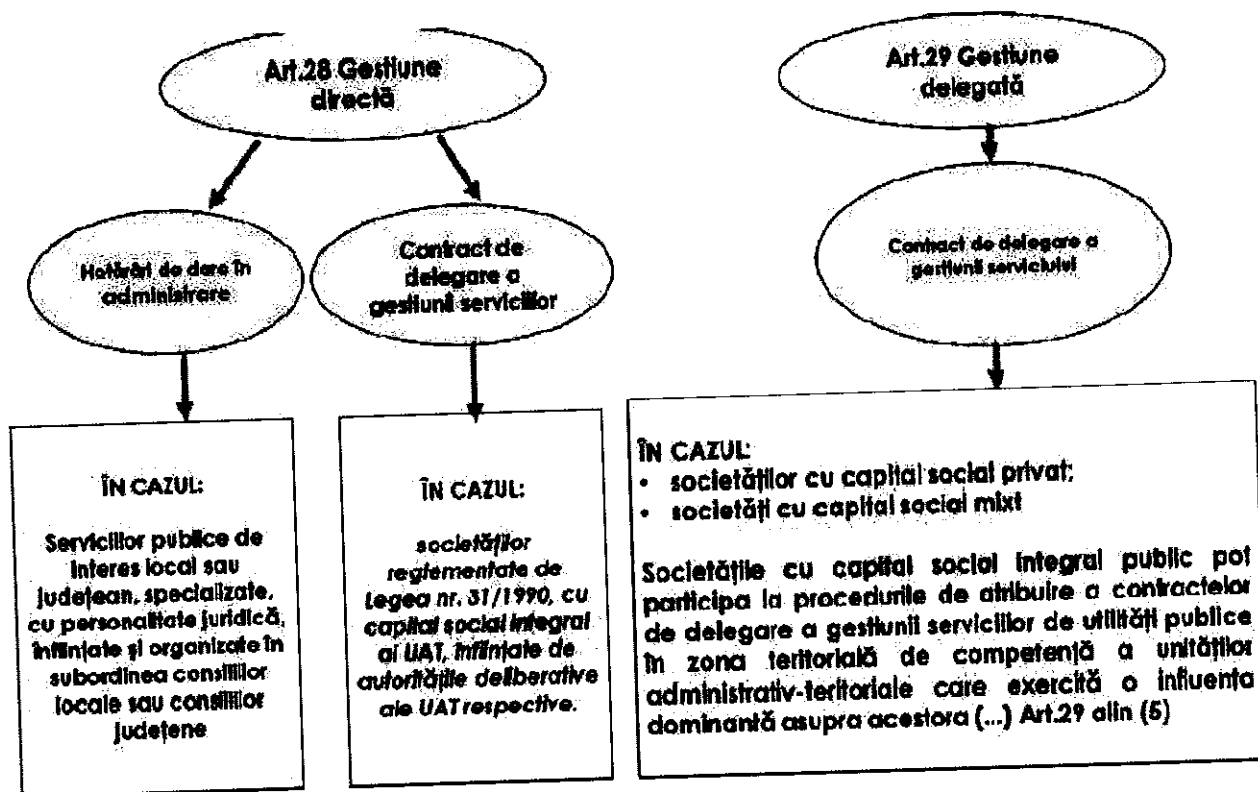 Art.28 Gestiune
directă
Art.29 Gestiune
delegată
Hotărâri de dare în
administrare
Contract de
delegare a
gestiunii serviciilor
Contract de delegare a
gestiunii serviciului
ÎN CAZUL:
Serviciilor publice de
interes local sau
județean, specializate,
cu personalitate juridică,
înființate și organizate în
subordinea consiliilor
locale sau consiliilor
județene
ÎN CAZUL:
societăților
reglementate de
Legea nr. 31/1990, cu
capital social integral
al UAT, înființate de
autoritățile deliberative
ale UAT respective.
ÎN CAZUL:
• societăților cu capital social privat;
• societăți cu capital social mixt
Societățile cu capital social integral public pot
participa la procedurile de atribuire a contractelor
de delegare a gestiunii serviciilor de utilități publice
în zona teritorială de competență a unităților
administrativ-teritoriale care exercită o influența
dominantă asupra acestora (...) Art.29 alin (5)